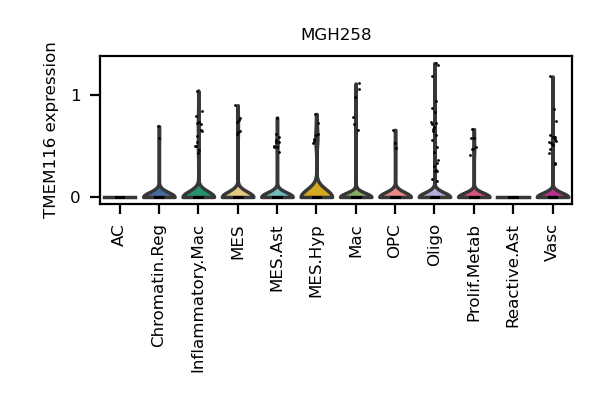 MGH258
TMEM116 expression
1
0
AC
Chromatin.Reg
Inflammatory.Mac
MES
MES.Ast
MES.Hyp
Mac
OPC
Oligo
Prolif.Metab
Reactive.Ast
Vasc